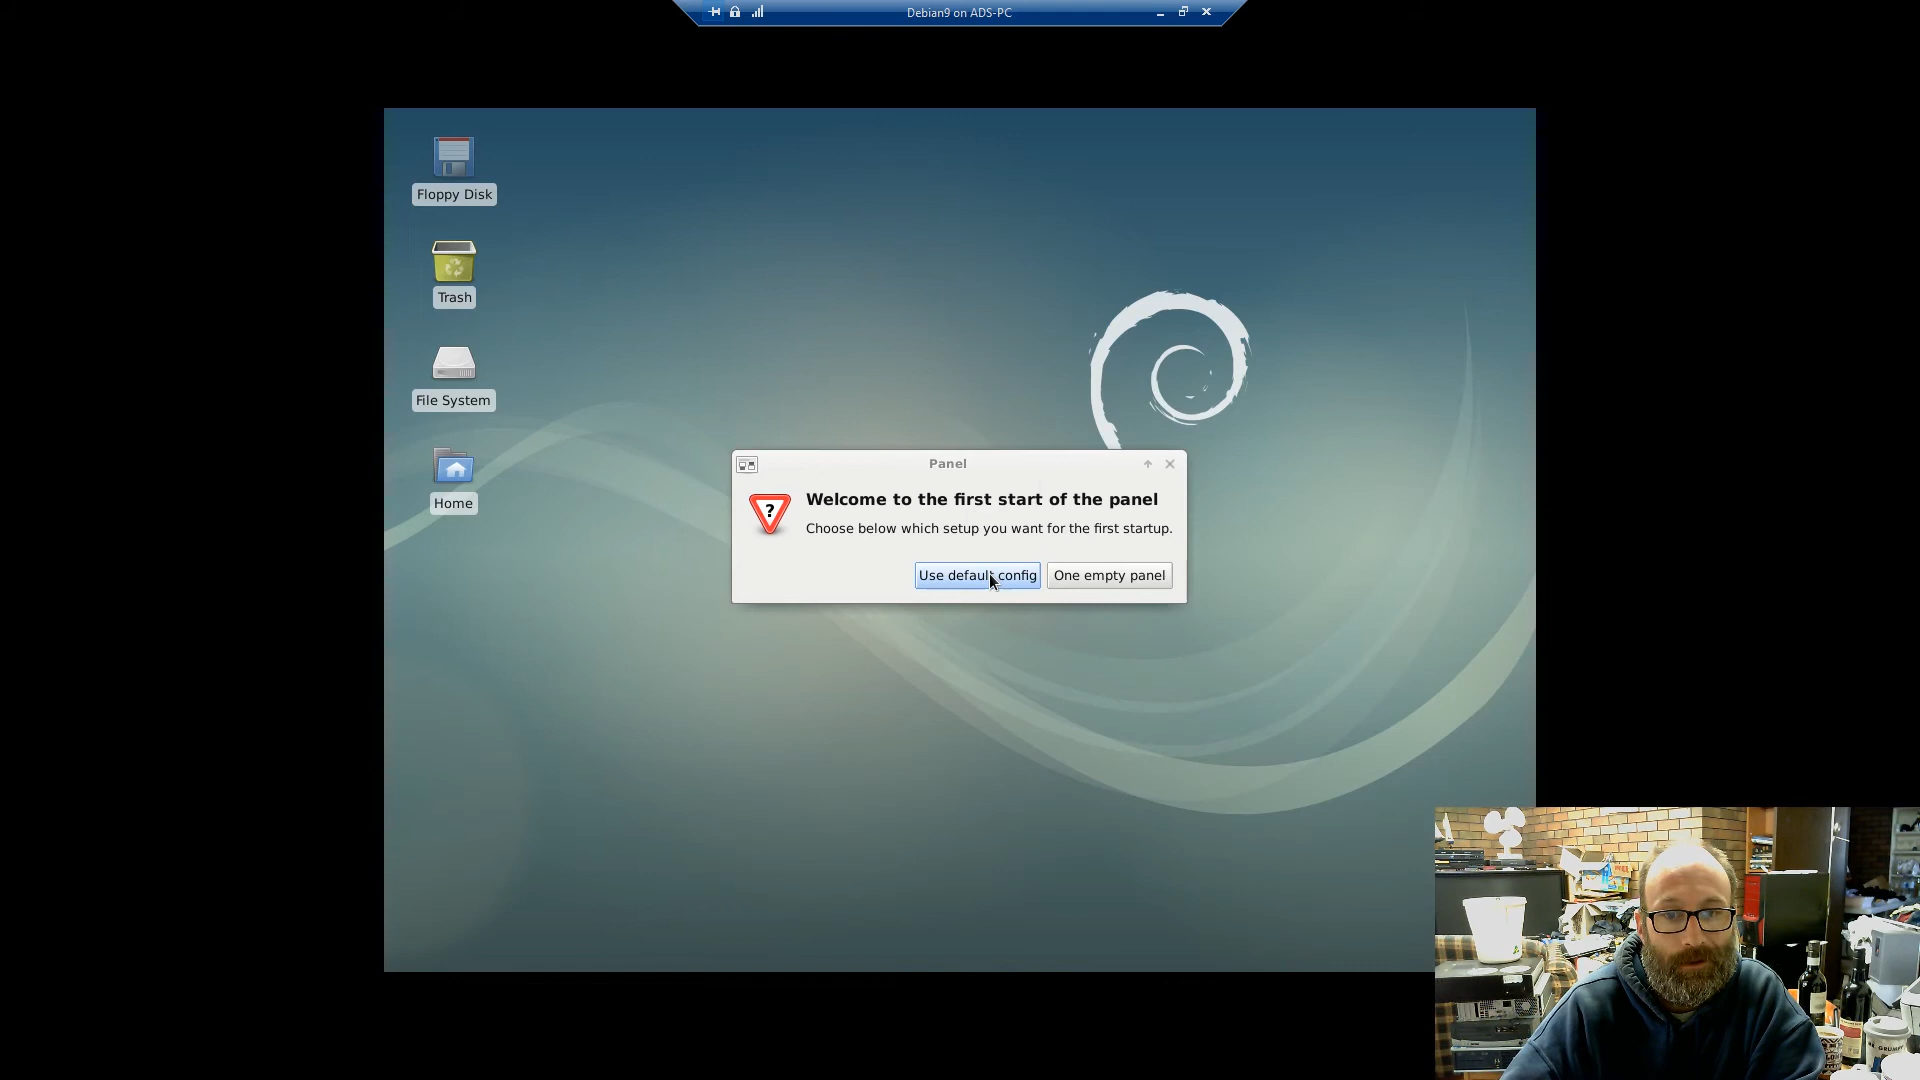 Debian9 on ADS-PC
Floppy Disk
Trash
File System
Home
Panel
?
Welcome to the first start of the panel
Choose below which setup you want for the first startup.
Use default config
One empty panel